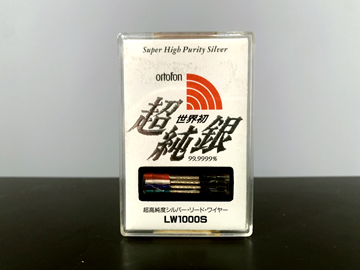 Super High Purity Silver
ortofon
世界初
超純銀
99.9999%
超高純度シルバー・リード・ワイヤー
LW1000S